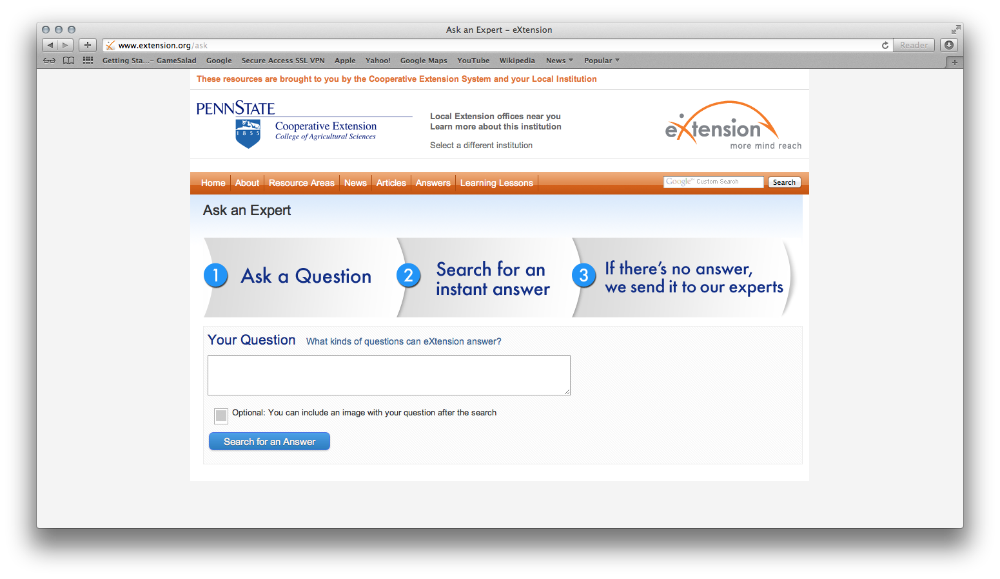 Ask an Expert – eXtension
www.extension.org/ask
Reader
Getting Sta...– GameSalad Google Secure Access SSL VPN Apple Yahoo! Google Maps YouTube Wikipedia News Popular
These resources are brought to you by the Cooperative Extension System and your Local Institution
PENNSTATE
1855
Cooperative Extension
College of Agricultural Sciences
Local Extension offices near you
Learn more about this institution
Select a different institution
eXtension
more mind reach
Home About Resource Areas News Articles Answers Learning Lessons
Google™ Custom Search
Search
Ask an Expert
1 Ask a Question
2 Search for an
instant answer
3 If there's no answer,
we send it to our experts
Your Question What kinds of questions can eXtension answer?
Optional: You can include an image with your question after the search
Search for an Answer